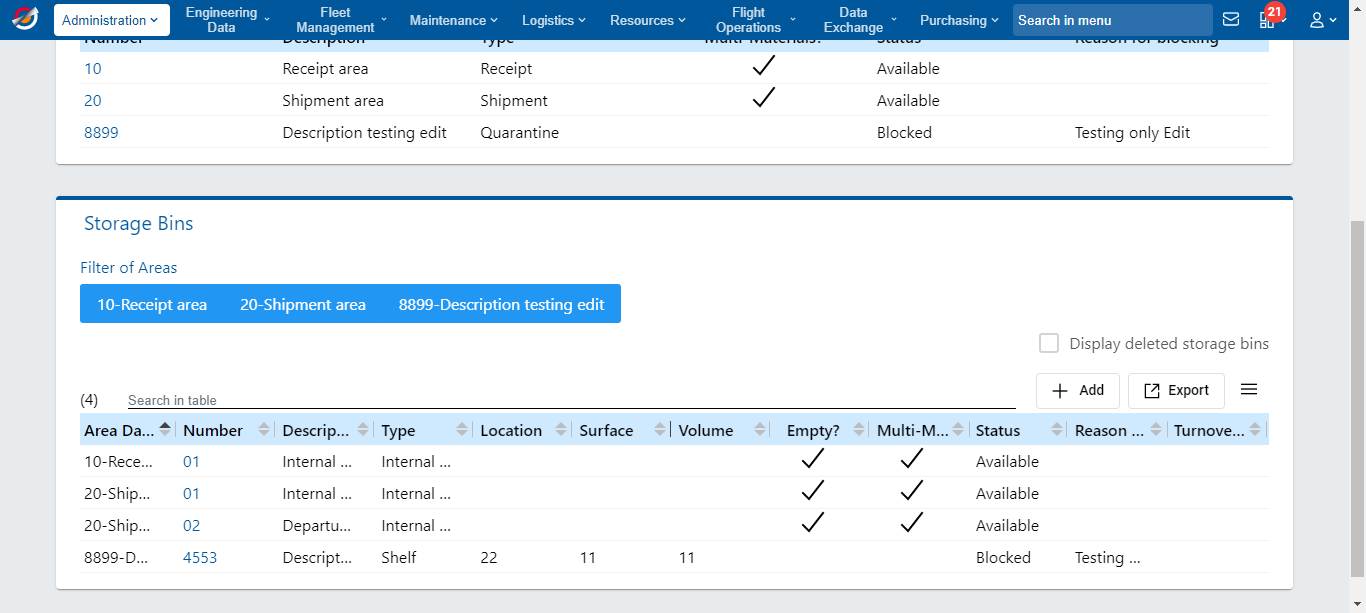 Administration Engineering Data Fleet Management Maintenance Logistics Resources Flight Operations Data Exchange Purchasing Search in menu 21
Number Description Type Multi-Materials? Status Reason for blocking
10 Receipt area Receipt Available
20 Shipment area Shipment Available
8899 Description testing edit Quarantine Blocked Testing only Edit
Storage Bins
Filter of Areas
10-Receipt area 20-Shipment area 8899-Description testing edit
Display deleted storage bins
(4) Search in table Add Export
Area Da... Number Descrip... Type Location Surface Volume Empty? Multi-M... Status Reason ... Turnove...
10-Rece... 01 Internal ... Internal ... Available
20-Ship... 01 Internal ... Internal ... Available
20-Ship... 02 Departu... Internal ... Available
8899-D... 4553 Descript... Shelf 22 11 11 Blocked Testing ...